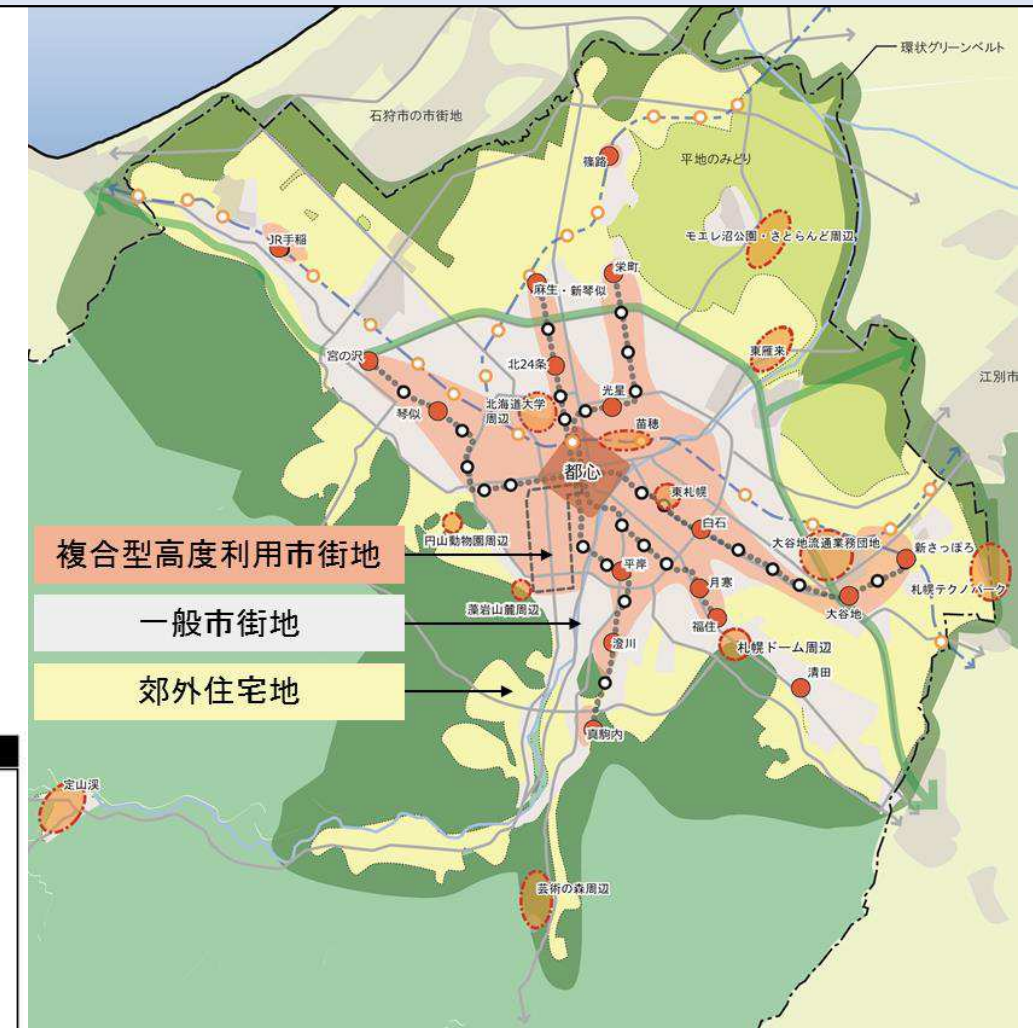 環状グリーンベルト
石狩市の市街地
篠路
平地のみどり
モエレ沼公園・さとらんど周辺
JR手稲
栄町
麻生・新琴似
宮の沢
北24条
東雁来
江別市
琴似
北海道大学
周辺
光星
苗穂
都心
東札幌
白石
円山動物園周辺
大谷地流通業務団地
新さっぽろ
札幌テクノパーク
複合型高度利用市街地
平岸
月寒
大谷地
藻岩山麓周辺
一般市街地
福住
澄川
札幌ドーム周辺
清田
郊外住宅地
真駒内
定山渓
芸術の森周辺